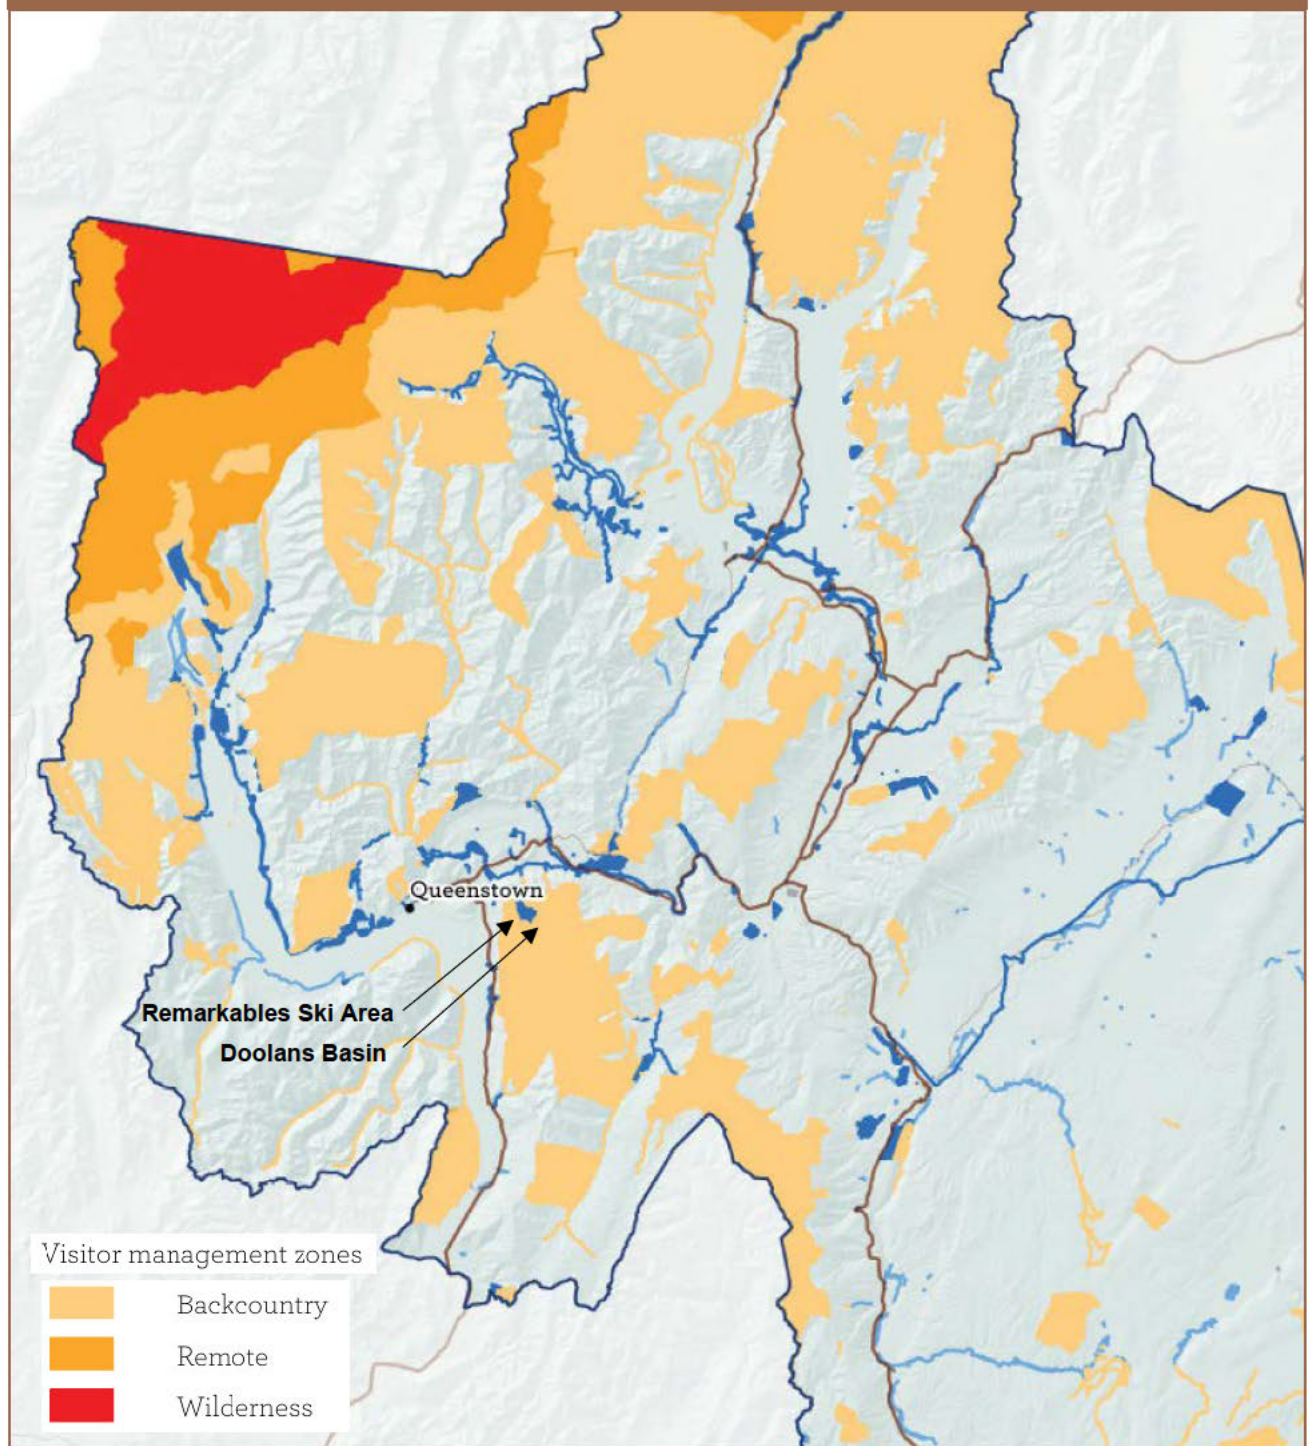 Queenstown
Remarkables Ski Area
Doolans Basin
Visitor management zones
Backcountry
Remote
Wilderness